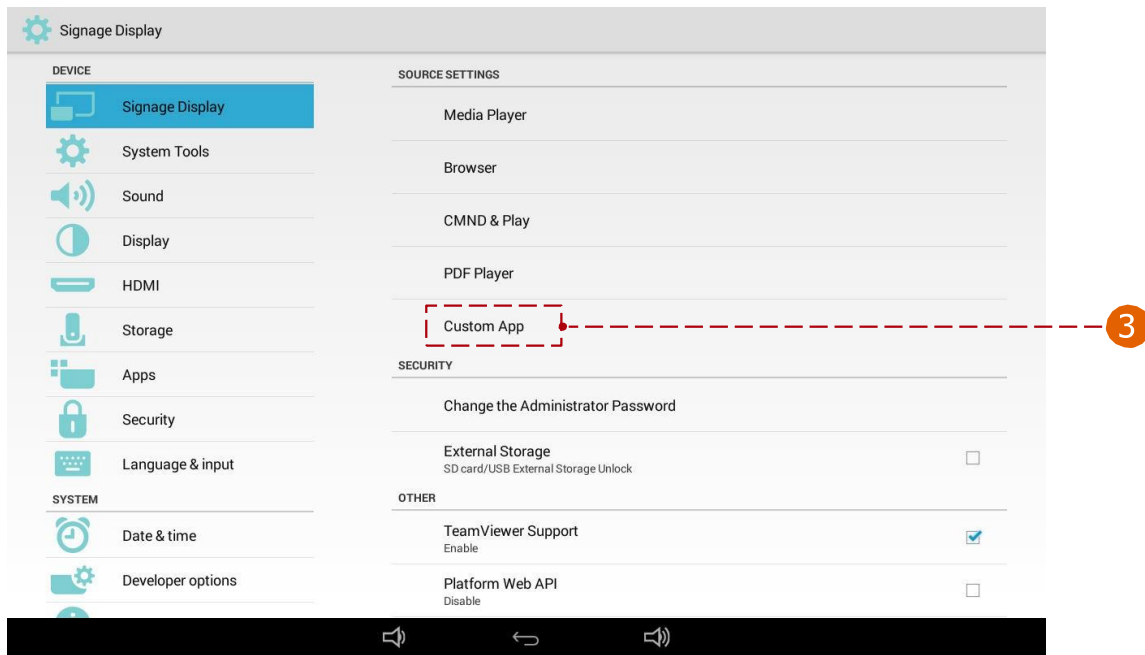 Signage Display
DEVICE
Signage Display
System Tools
Sound
Display
HDMI
Storage
Apps
Security
Language & input
SYSTEM
Date & time
Developer options
SOURCE SETTINGS
Media Player
Browser
CMND & Play
PDF Player
Custom App
3
SECURITY
Change the Administrator Password
External Storage
SD card/USB External Storage Unlock
OTHER
TeamViewer Support
Enable
Platform Web API
Disable